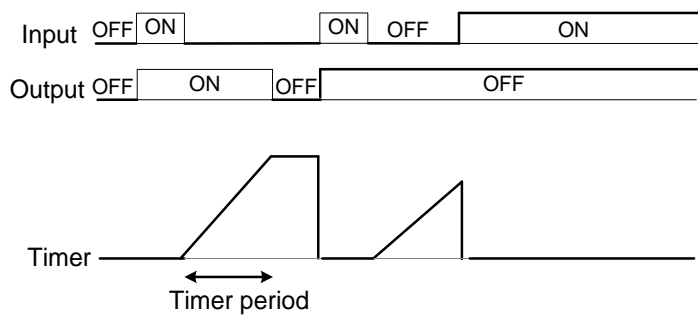 Input OFF ON ON OFF ON
Output OFF ON OFF OFF
Timer
Timer period